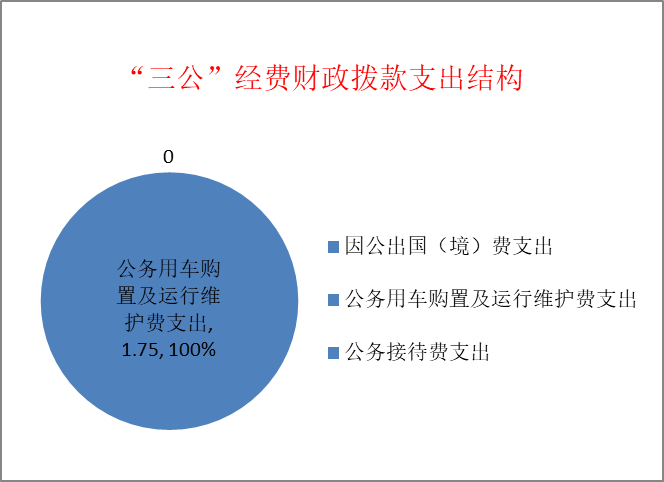 “三公”经费财政拨款支出结构
0
公务用车购
置及运行维
护费支出,
1.75, 100%
因公出国（境）费支出
公务用车购置及运行维护费支出
公务接待费支出